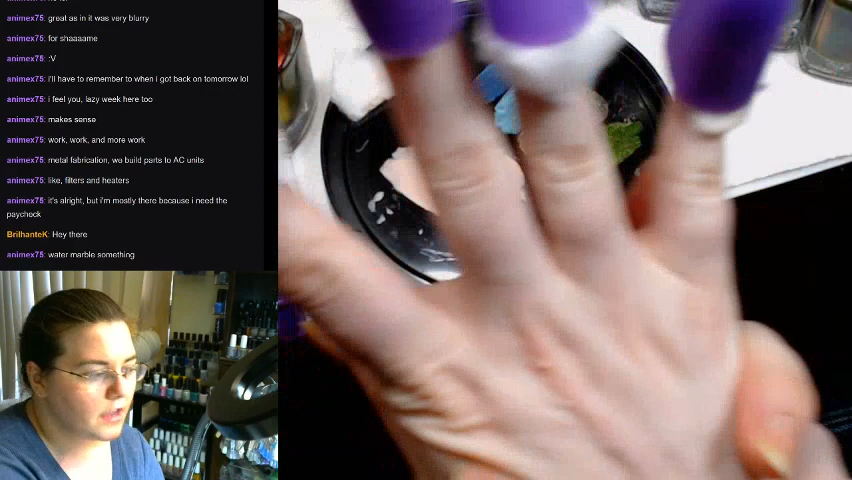 animex75: great as in it was very blurry
animex75: for shaaaame
animex75: :V
animex75: i'll have to remember to when i got back on tomorrow lol
animex75: i feel you, lazy week here too
animex75: makes sense
animex75: work, work, and more work
animex75: metal fabrication, we build parts to AC units
animex75: like, filters and heaters
animex75: it's alright, but i'm mostly there because i need the
paycheck
BrilhanteK: Hey there
animex75: water marble something